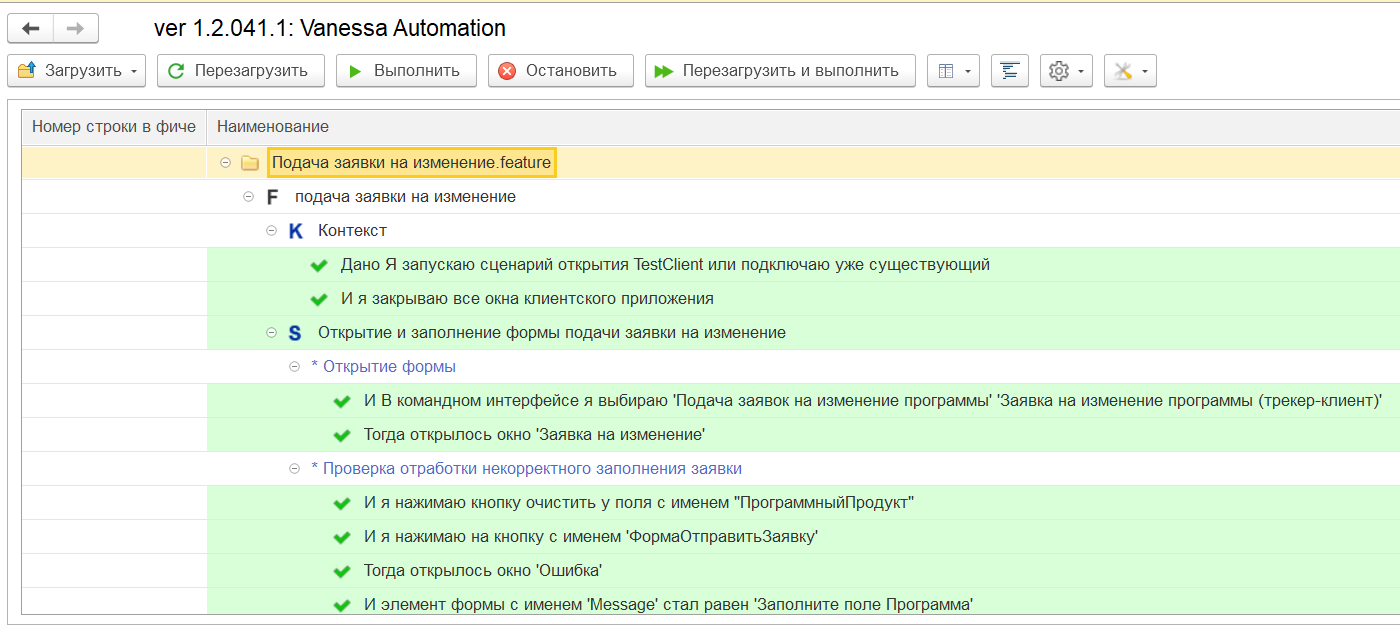 ver 1.2.041.1: Vanessa Automation
Загрузить Перезагрузить Выполнить Остановить Перезагрузить и выполнить
Номер строки в фиче Наименование
Подача заявки на изменение.feature
F подача заявки на изменение
К Контекст
Дано Я запускаю сценарий открытия TestClient или подключаю уже существующий
И я закрываю все окна клиентского приложения
S Открытие и заполнение формы подачи заявки на изменение
* Открытие формы
И В командном интерфейсе я выбираю 'Подача заявок на изменение программы' 'Заявка на изменение программы (трекер-клиент)'
Тогда открылось окно 'Заявка на изменение'
* Проверка отработки некорректного заполнения заявки
И я нажимаю кнопку очистить у поля с именем "ПрограммныйПродукт"
И я нажимаю на кнопку с именем 'ФормаОтправитьЗаявку'
Тогда открылось окно 'Ошибка'
И элемент формы с именем 'Message' стал равен 'Заполните поле Программа'